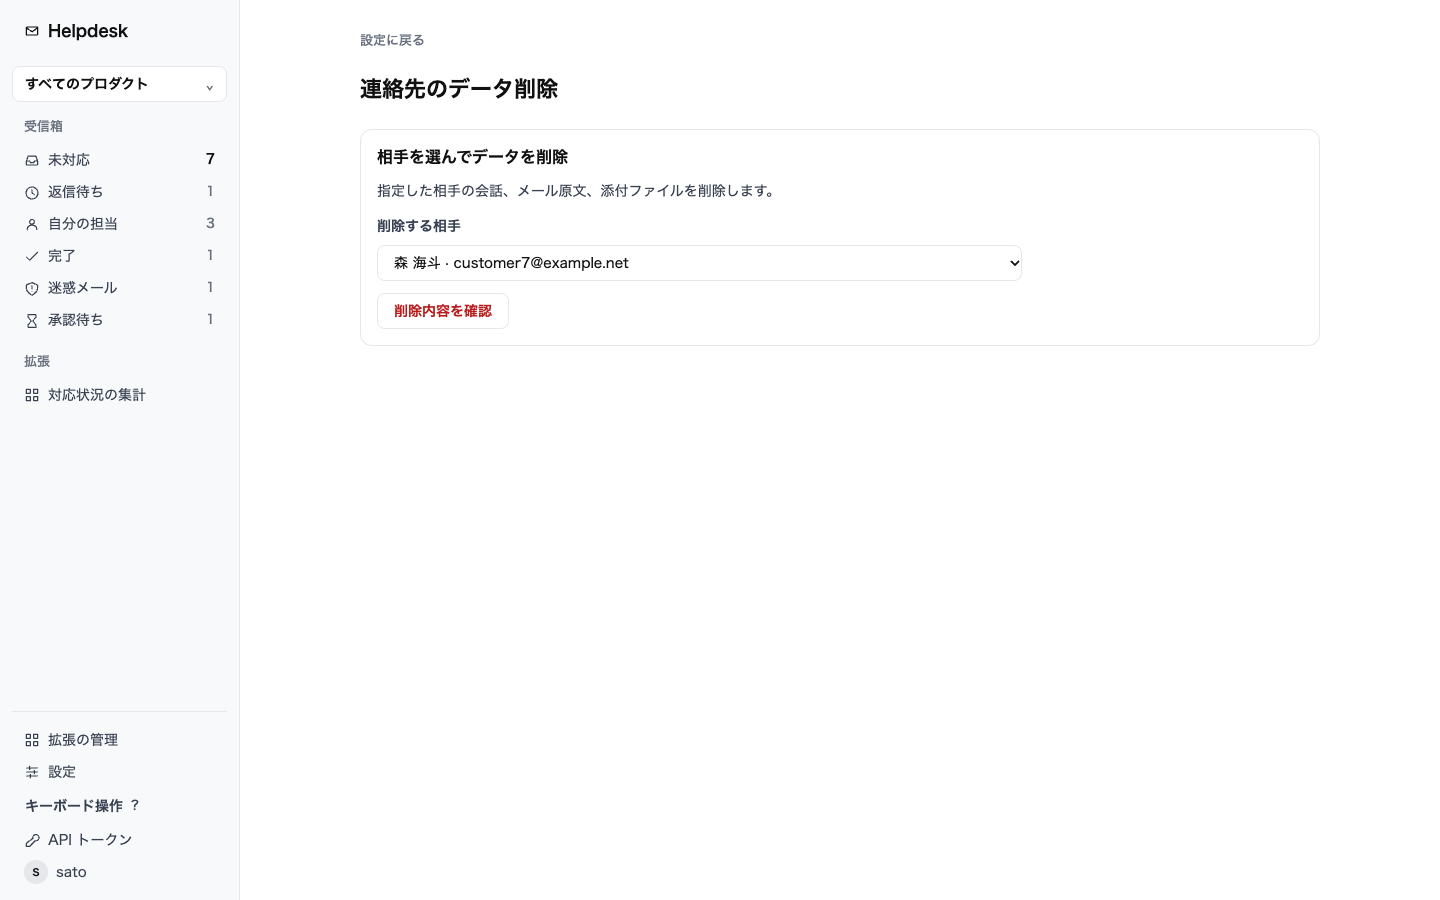 Helpdesk
すべてのプロダクト
受信箱
未対応 7
返信待ち 1
自分の担当 3
完了 1
迷惑メール 1
承認待ち 1
拡張
対応状況の集計
拡張の管理
設定
キーボード操作 ?
API トークン
S sato
設定に戻る
連絡先のデータ削除
相手を選んでデータを削除
指定した相手の会話、メール原文、添付ファイルを削除します。
削除する相手
森 海斗 · customer7@example.net
削除内容を確認